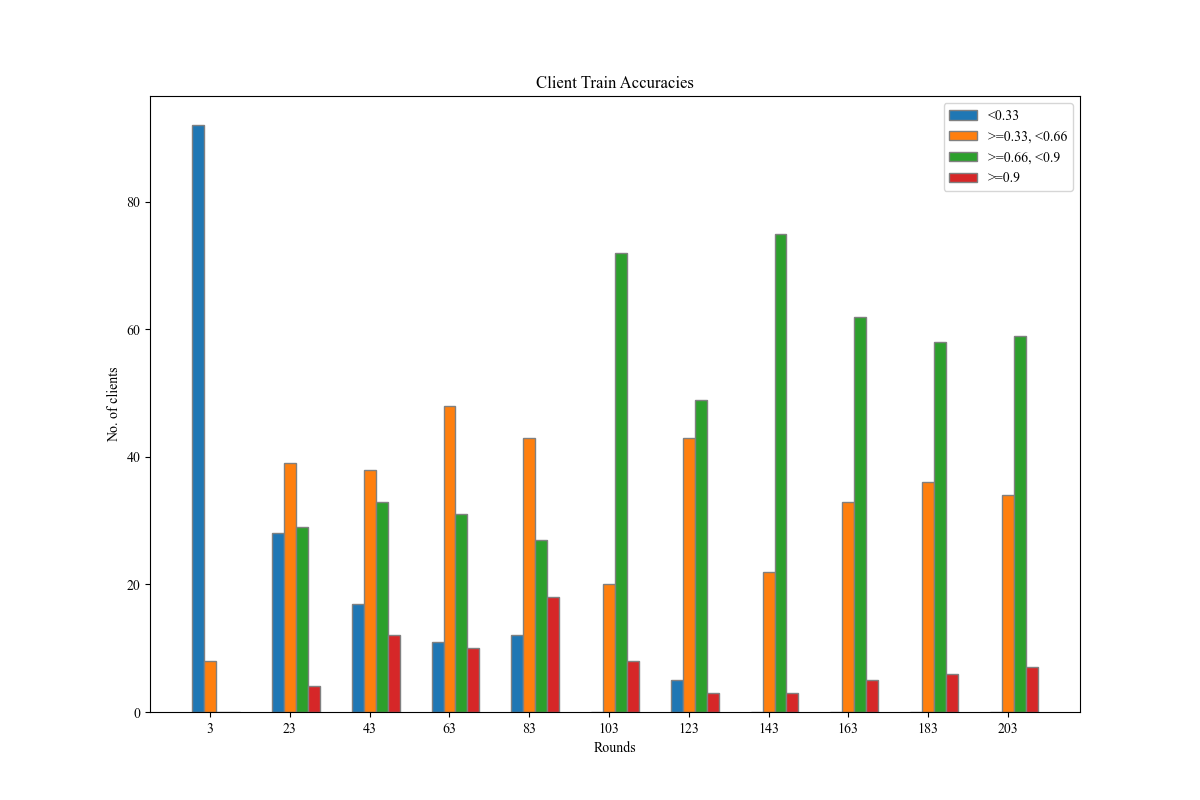 Client Train Accuracies
<0.33
>=0.33, <0.66
>=0.66, <0.9
>=0.9
80
60
40
20
0
No. of clients
3 23 43 63 83 103 123 143 163 183 203
Rounds